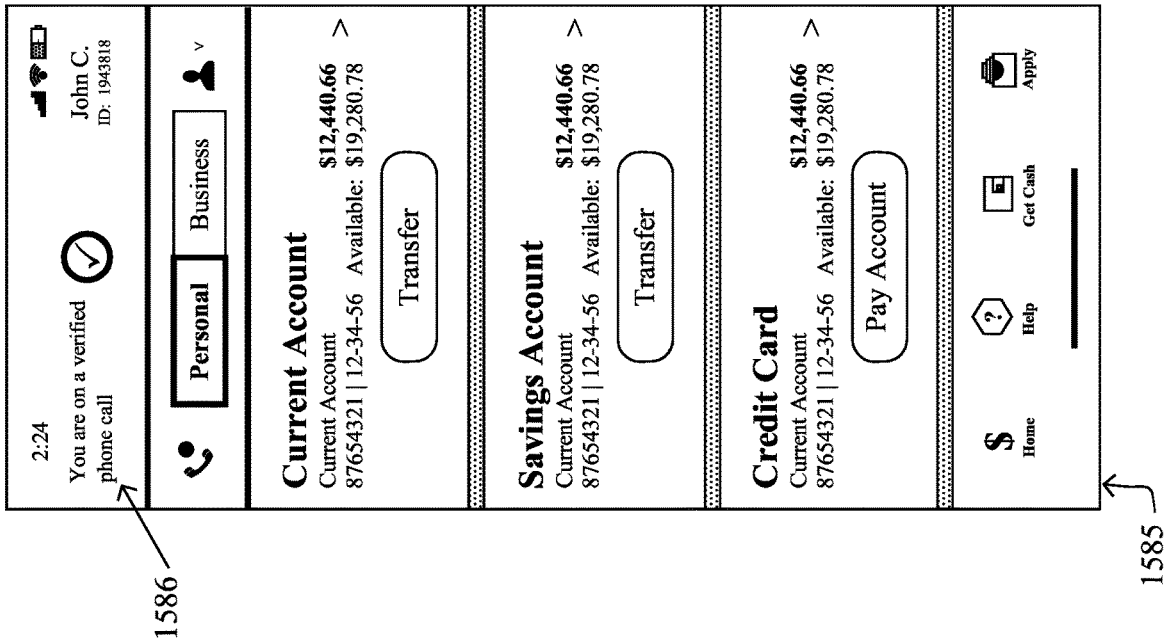 2:24
You are on a verified
phone call
John C.
ID: 1943818
Personal
Business
v
Current Account
Current Account
$12,440.66 >
87654321 | 12-34-56 Available: $19,280.78
Transfer
Savings Account
Current Account
$12,440.66 >
87654321 | 12-34-56 Available: $19,280.78
Transfer
Credit Card
Current Account
$12,440.66 >
87654321 | 12-34-56 Available: $19,280.78
Pay Account
$
?
Home
Help
Get Cash
Apply
1586
1585